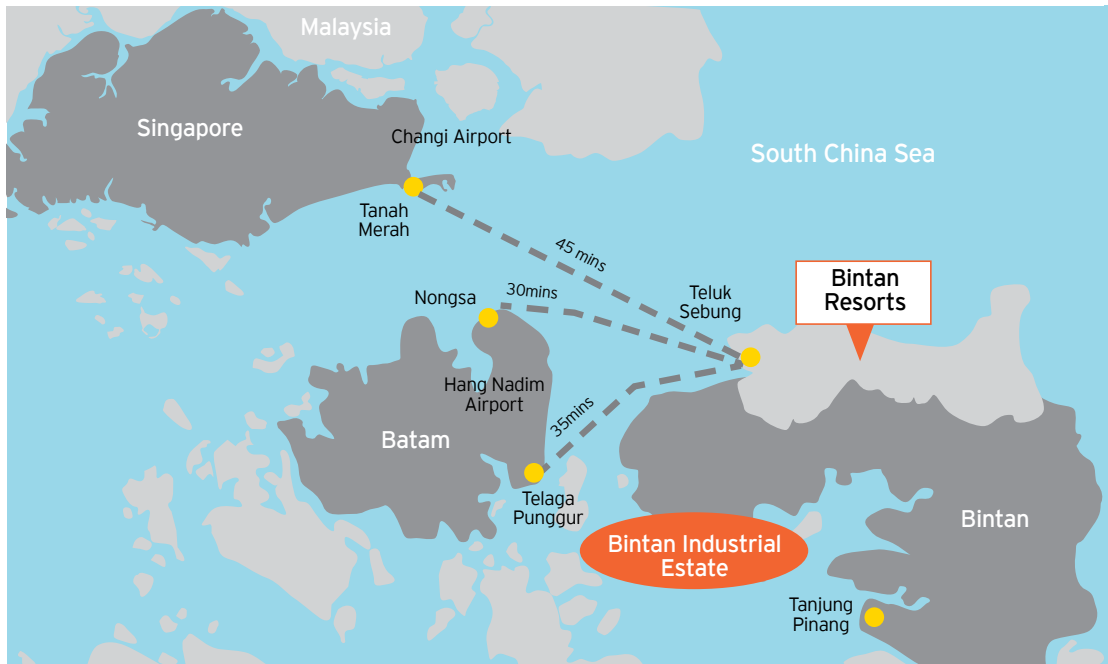 Malaysia
Singapore
Changi Airport
South China Sea
Tanah
Merah
45 mins
Bintan
Resorts
30mins
Nongsa
Teluk
Sebung
Hang Nadim
Airport
35mins
Batam
Telaga
Punggur
Bintan
Bintan Industrial
Estate
Tanjung
Pinang